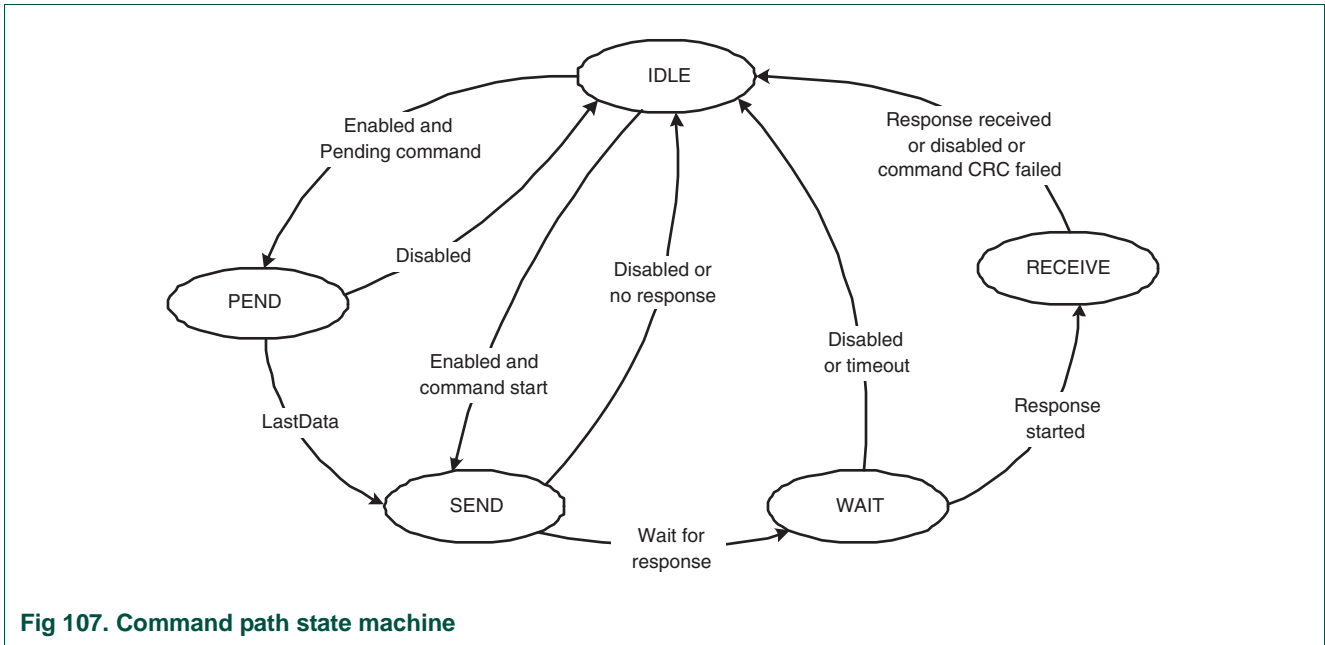 IDLE
Enabled and
Pending command
Response received
or disabled or
command CRC failed
Disabled
Disabled or
no response
RECEIVE
PEND
Enabled and
command start
Disabled
or timeout
Response
started
LastData
SEND
WAIT
Wait for
response
Fig 107. Command path state machine